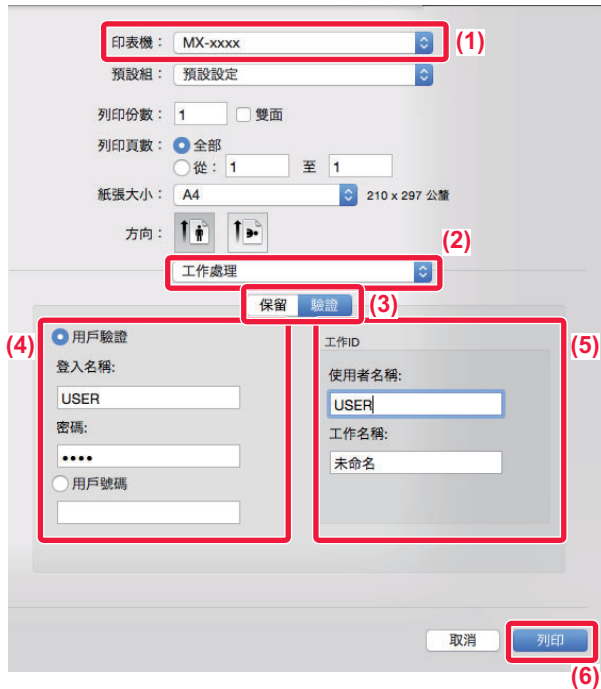 印表機： MX-xxxx (1)
預設組： 預設設定
列印份數： 1 雙面
列印頁數： 全部
從： 1 至 1
紙張大小： A4 210 x 297 公釐
方向：
(2)
工作處理
保留 驗證 (3)
(4) 用戶驗證
登入名稱:
USER
密碼:
••••
用戶號碼
工作ID (5)
使用者名稱:
USER
工作名稱:
未命名
取消 列印
(6)